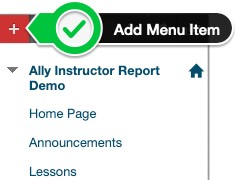 + Add Menu Item
Ally Instructor Report
Demo
Home Page
Announcements
Lessons